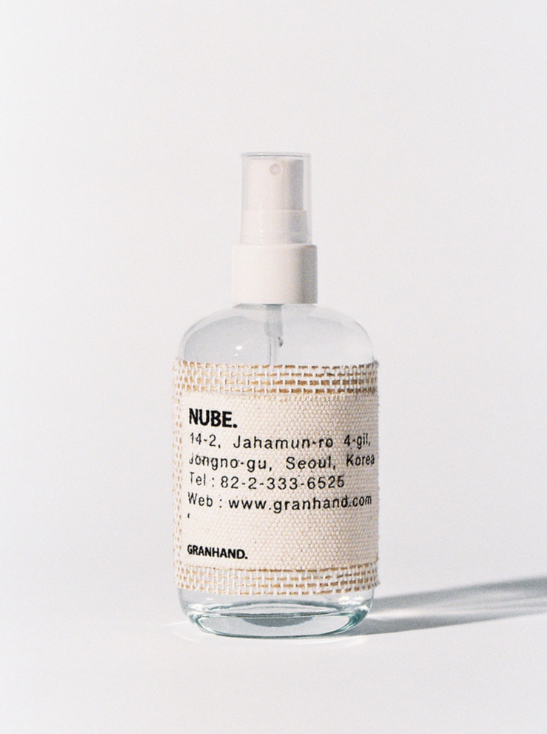 NUBE.
14-2, Jahamun-ro 4-gil,
Jongno-gu, Seoul, Korea
Tel : 82-2-333-6525
Web : www.granhand.com
GRANHAND.